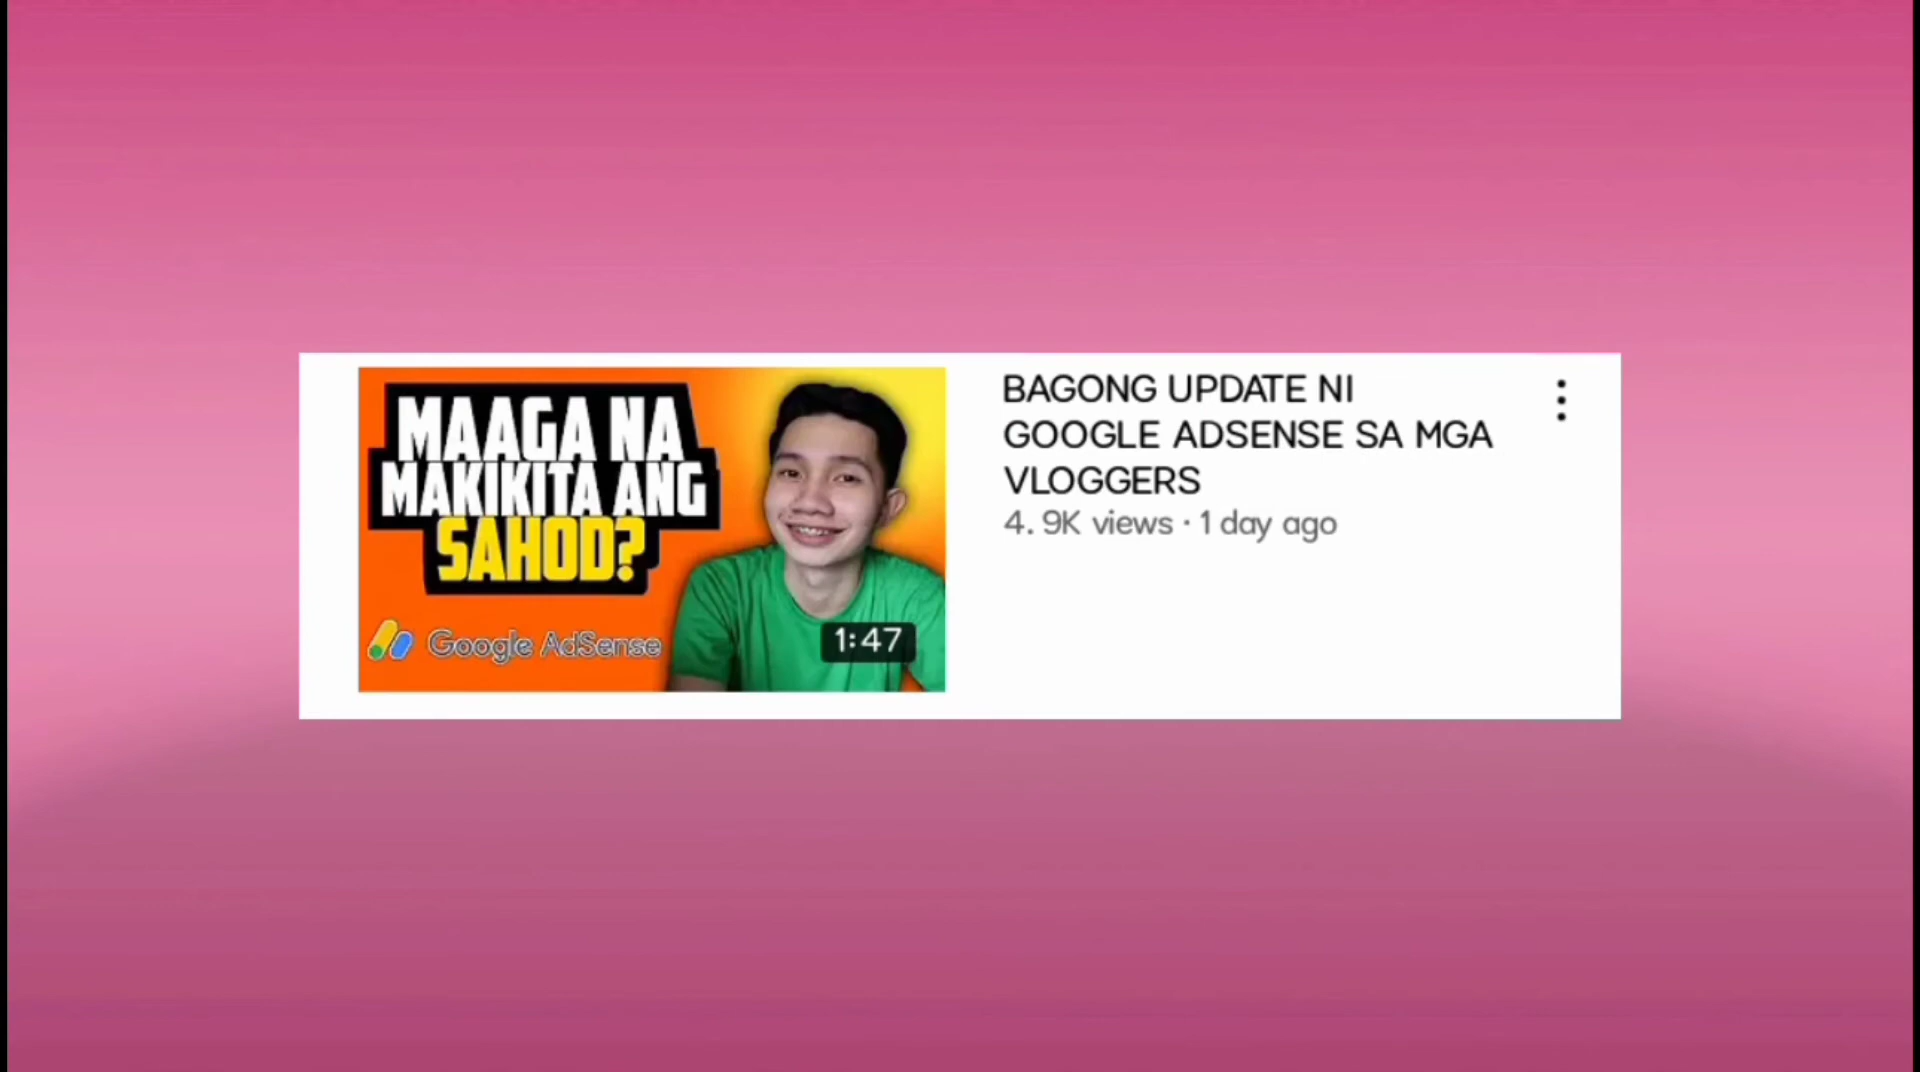 MAAGA NA
MAKIKITA ANG
SAHOD?
Google AdSense
1:47
BAGONG UPDATE NI
GOOGLE ADSENSE SA MGA
VLOGGERS
4. 9K views · 1 day ago